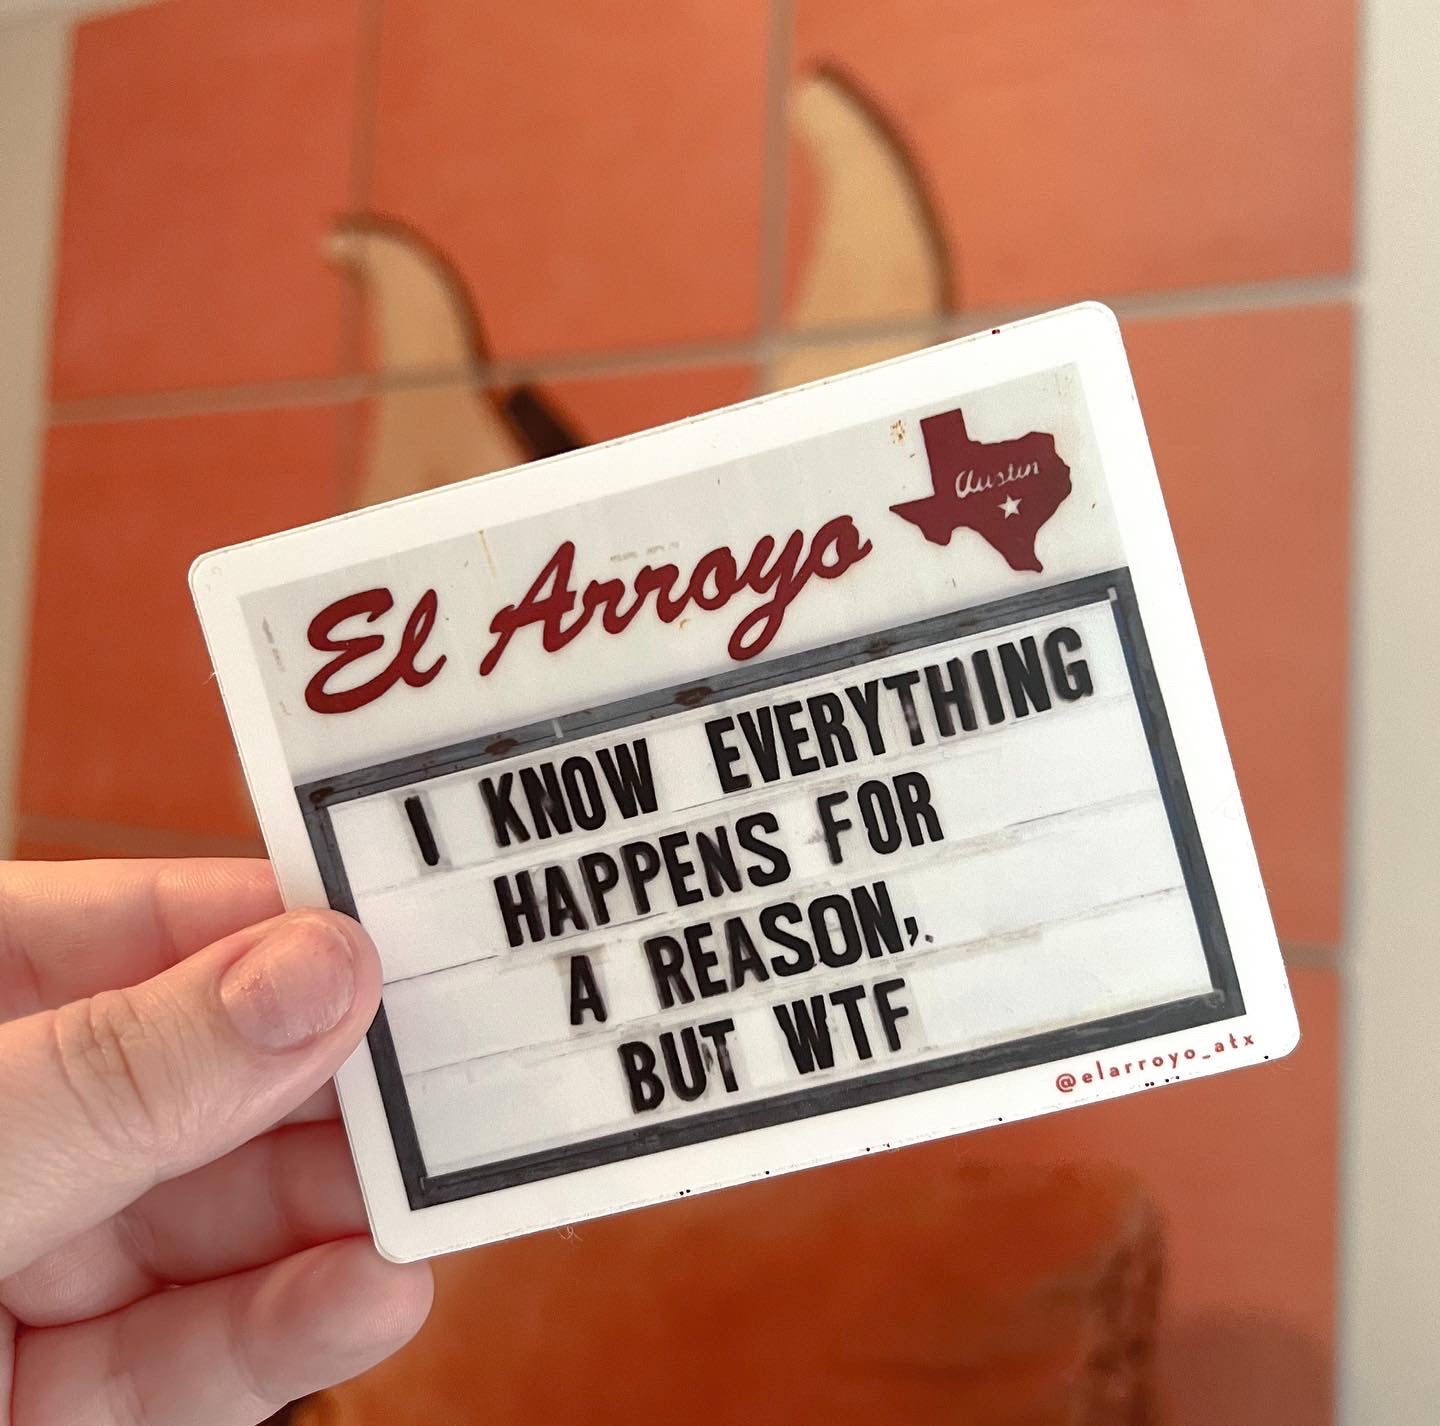 El Arroyo
Austin
I KNOW EVERYTHING
HAPPENS FOR
A REASON,
BUT WTF
@elarroyo_atx